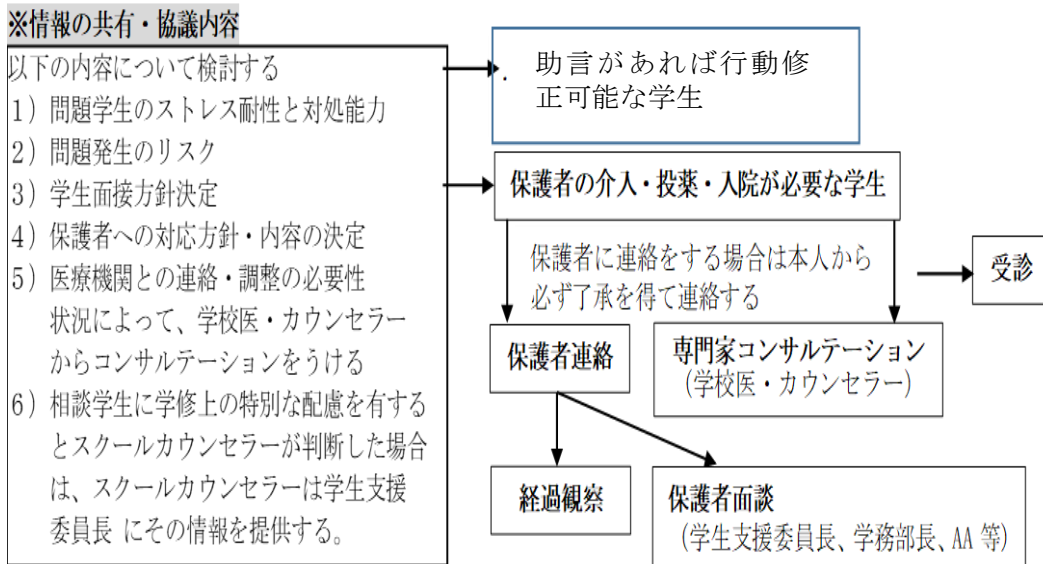 ※情報の共有・協議内容
以下の内容について検討する
1）問題学生のストレス耐性と対処能力
2）問題発生のリスク
3）学生面接方針決定
4）保護者への対応方針・内容の決定
5）医療機関との連絡・調整の必要性
状況によって、学校医・カウンセラー
からコンサルテーションをうける
6）相談学生に学修上の特別な配慮を有する
とスクールカウンセラーが判断した場合
は、スクールカウンセラーは学生支援
委員長 にその情報を提供する。
. 助言があれば行動修
正可能な学生
保護者の介入・投薬・入院が必要な学生
保護者に連絡をする場合は本人から
必ず了承を得て連絡する
受診
保護者連絡
専門家コンサルテーション
（学校医・カウンセラー）
経過観察
保護者面談
（学生支援委員長、学務部長、AA 等）